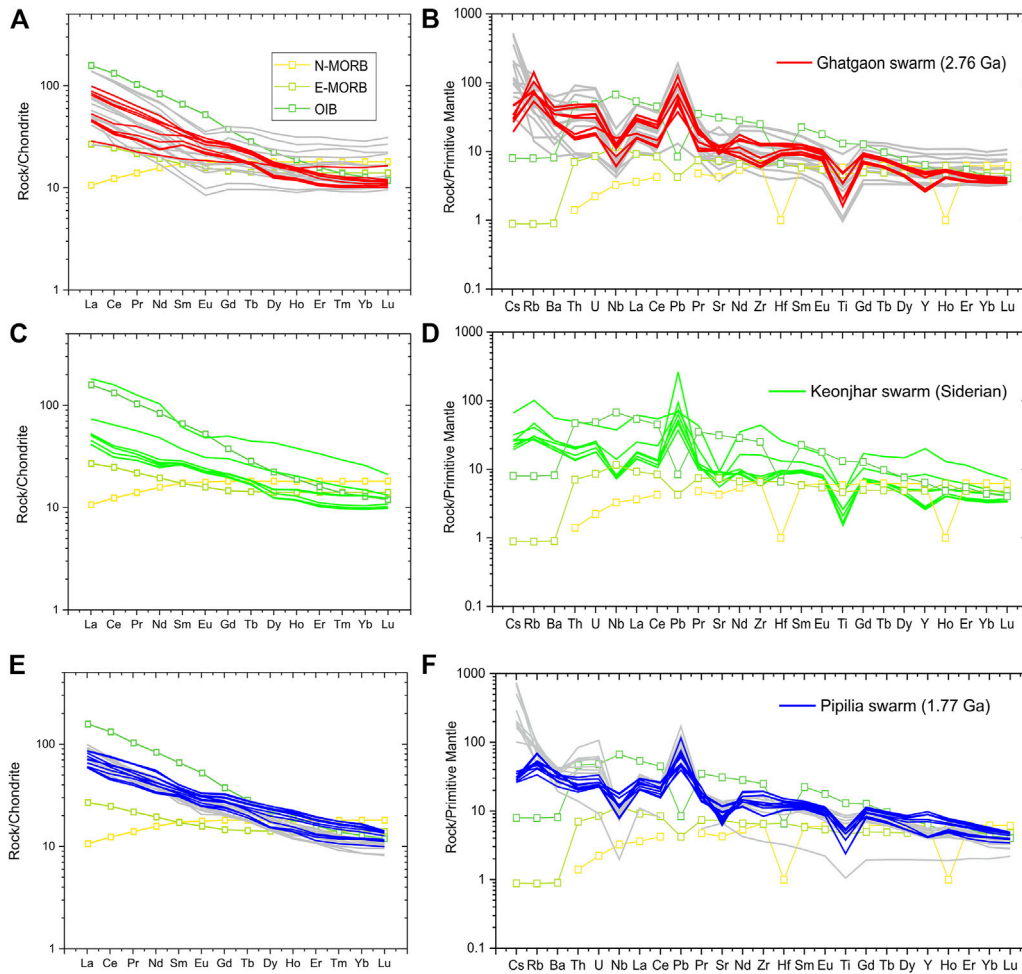 A
Rock/Chondrite
100
10
1
N-MORB
E-MORB
OIB
La Ce Pr Nd Sm Eu Gd Tb Dy Ho Er Tm Yb Lu
B
Rock/Primitive Mantle
1000
100
10
1
0.1
Ghatgaon swarm (2.76 Ga)
Cs Rb Ba Th U Nb La Ce Pb Pr Sr Nd Zr Hf Sm Eu Ti Gd Tb Dy Y Ho Er Yb Lu
C
Rock/Chondrite
100
10
1
La Ce Pr Nd Sm Eu Gd Tb Dy Ho Er Tm Yb Lu
D
Rock/Primitive Mantle
1000
100
10
1
0.1
Keonjhar swarm (Siderian)
Cs Rb Ba Th U Nb La Ce Pb Pr Sr Nd Zr Hf Sm Eu Ti Gd Tb Dy Y Ho Er Yb Lu
E
Rock/Chondrite
100
10
1
La Ce Pr Nd Sm Eu Gd Tb Dy Ho Er Tm Yb Lu
F
Rock/Primitive Mantle
1000
100
10
1
0.1
Pipilia swarm (1.77 Ga)
Cs Rb Ba Th U Nb La Ce Pb Pr Sr Nd Zr Hf Sm Eu Ti Gd Tb Dy Y Ho Er Yb Lu